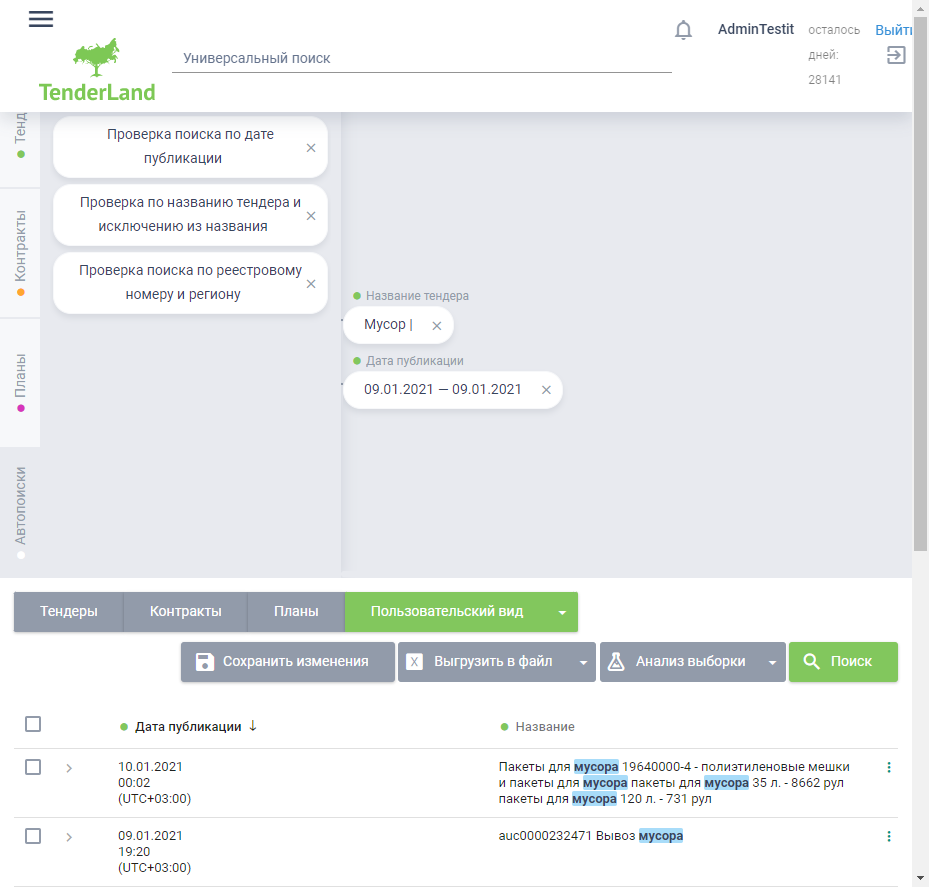 AdminTestit
осталось
дней:
28141
Выйти
Универсальный поиск
TenderLand
Тенд
Контракты
Планы
Автопоиски
Проверка поиска по дате
публикации
Проверка по названию тендера и
исключению из названия
Проверка поиска по реестровому
номеру и региону
Название тендера
Мусор |
Дата публикации
09.01.2021 — 09.01.2021
Тендеры
Контракты
Планы
Пользовательский вид
Сохранить изменения
X Выгрузить в файл
Анализ выборки
Поиск
Дата публикации ↓
Название
10.01.2021
00:02
(UTC+03:00)
Пакеты для мусора 19640000-4 - полиэтиленовые мешки
и пакеты для мусора пакеты для мусора 35 л. - 8662 рул
пакеты для мусора 120 л. - 731 рул
09.01.2021
19:20
(UTC+03:00)
auc0000232471 Вывоз мусора